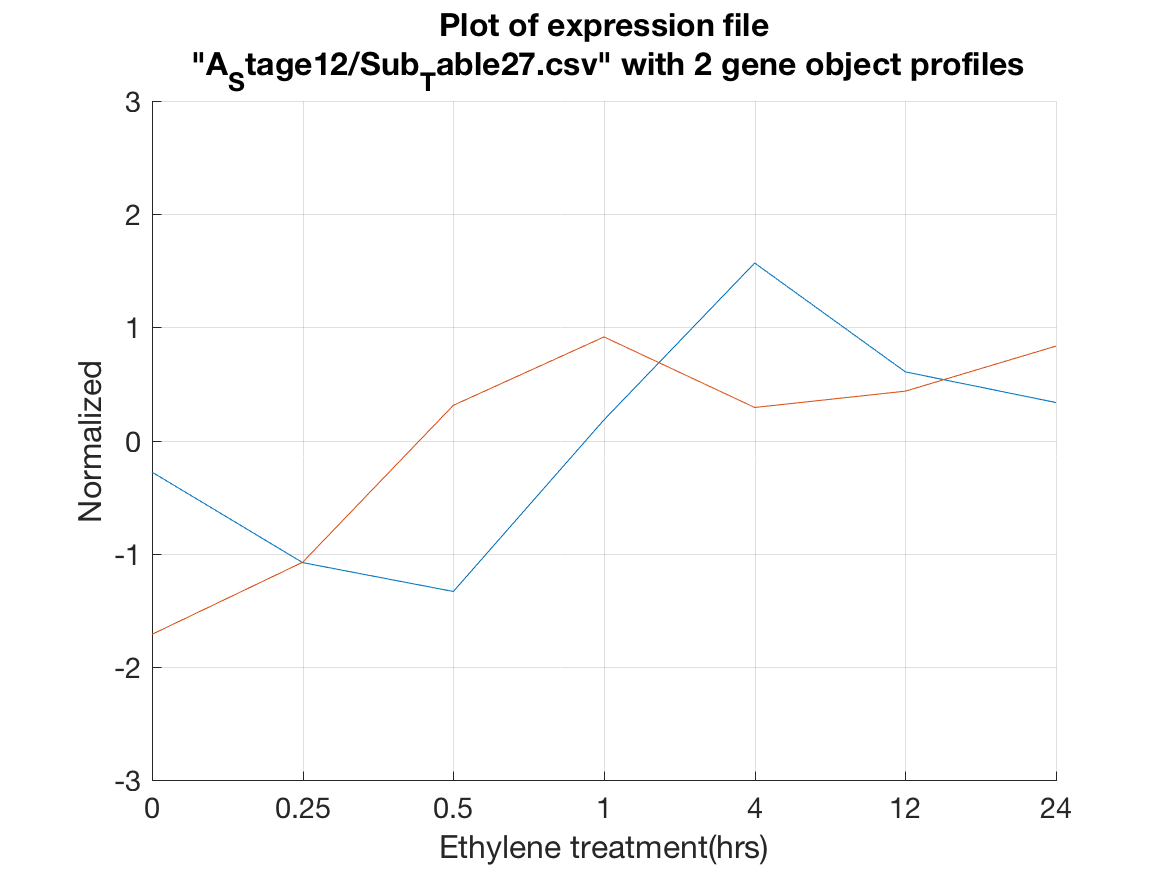 Plot of expression file
"A_Stage12/Sub_Table27.csv" with 2 gene object profiles
3
2
1
0
-1
-2
-3
Normalized
0 0.25 0.5 1 4 12 24
Ethylene treatment(hrs)